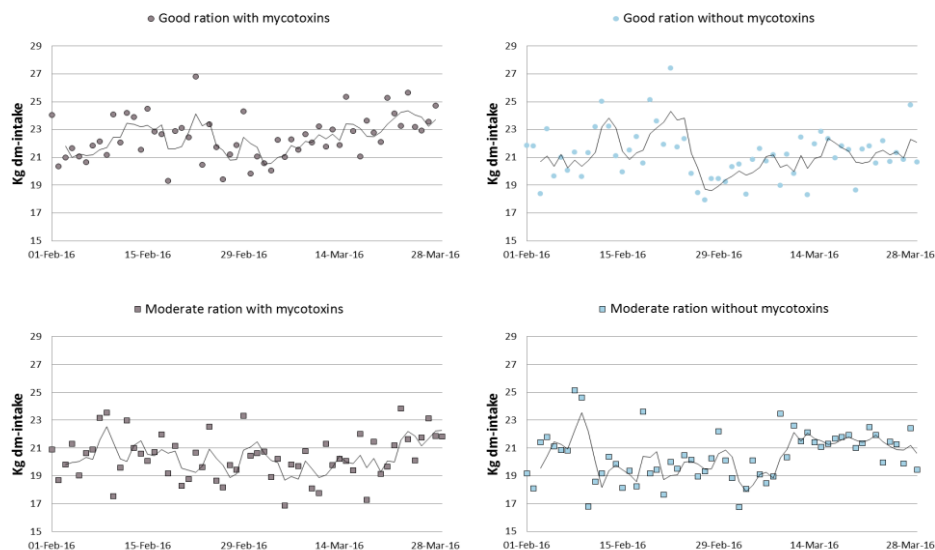 Good ration with mycotoxins
Kg dm-intake
29
27
25
23
21
19
17
15
01-Feb-16 15-Feb-16 29-Feb-16 14-Mar-16 28-Mar-16
Good ration without mycotoxins
Kg dm-intake
29
27
25
23
21
19
17
15
01-Feb-16 15-Feb-16 29-Feb-16 14-Mar-16 28-Mar-16
Moderate ration with mycotoxins
Kg dm-intake
29
27
25
23
21
19
17
15
01-Feb-16 15-Feb-16 29-Feb-16 14-Mar-16 28-Mar-16
Moderate ration without mycotoxins
Kg dm-intake
29
27
25
23
21
19
17
15
01-Feb-16 15-Feb-16 29-Feb-16 14-Mar-16 28-Mar-16